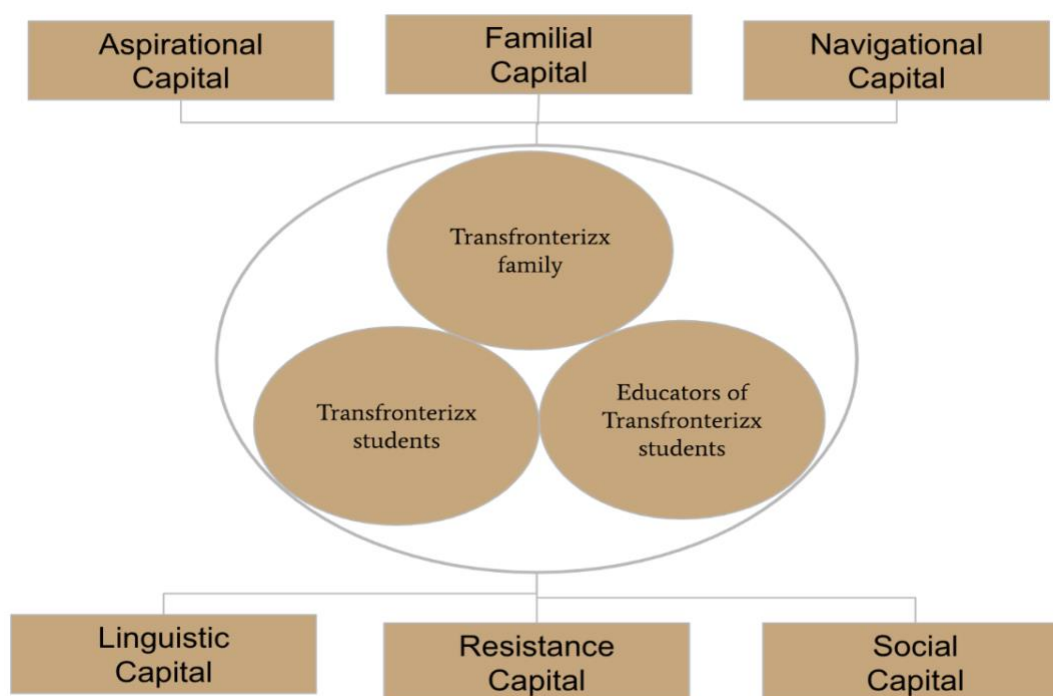 Aspirational
Capital
Familial
Capital
Navigational
Capital
Transfronterizx
family
Transfronterizx
students
Educators of
Transfronterizx
students
Linguistic
Capital
Resistance
Capital
Social
Capital